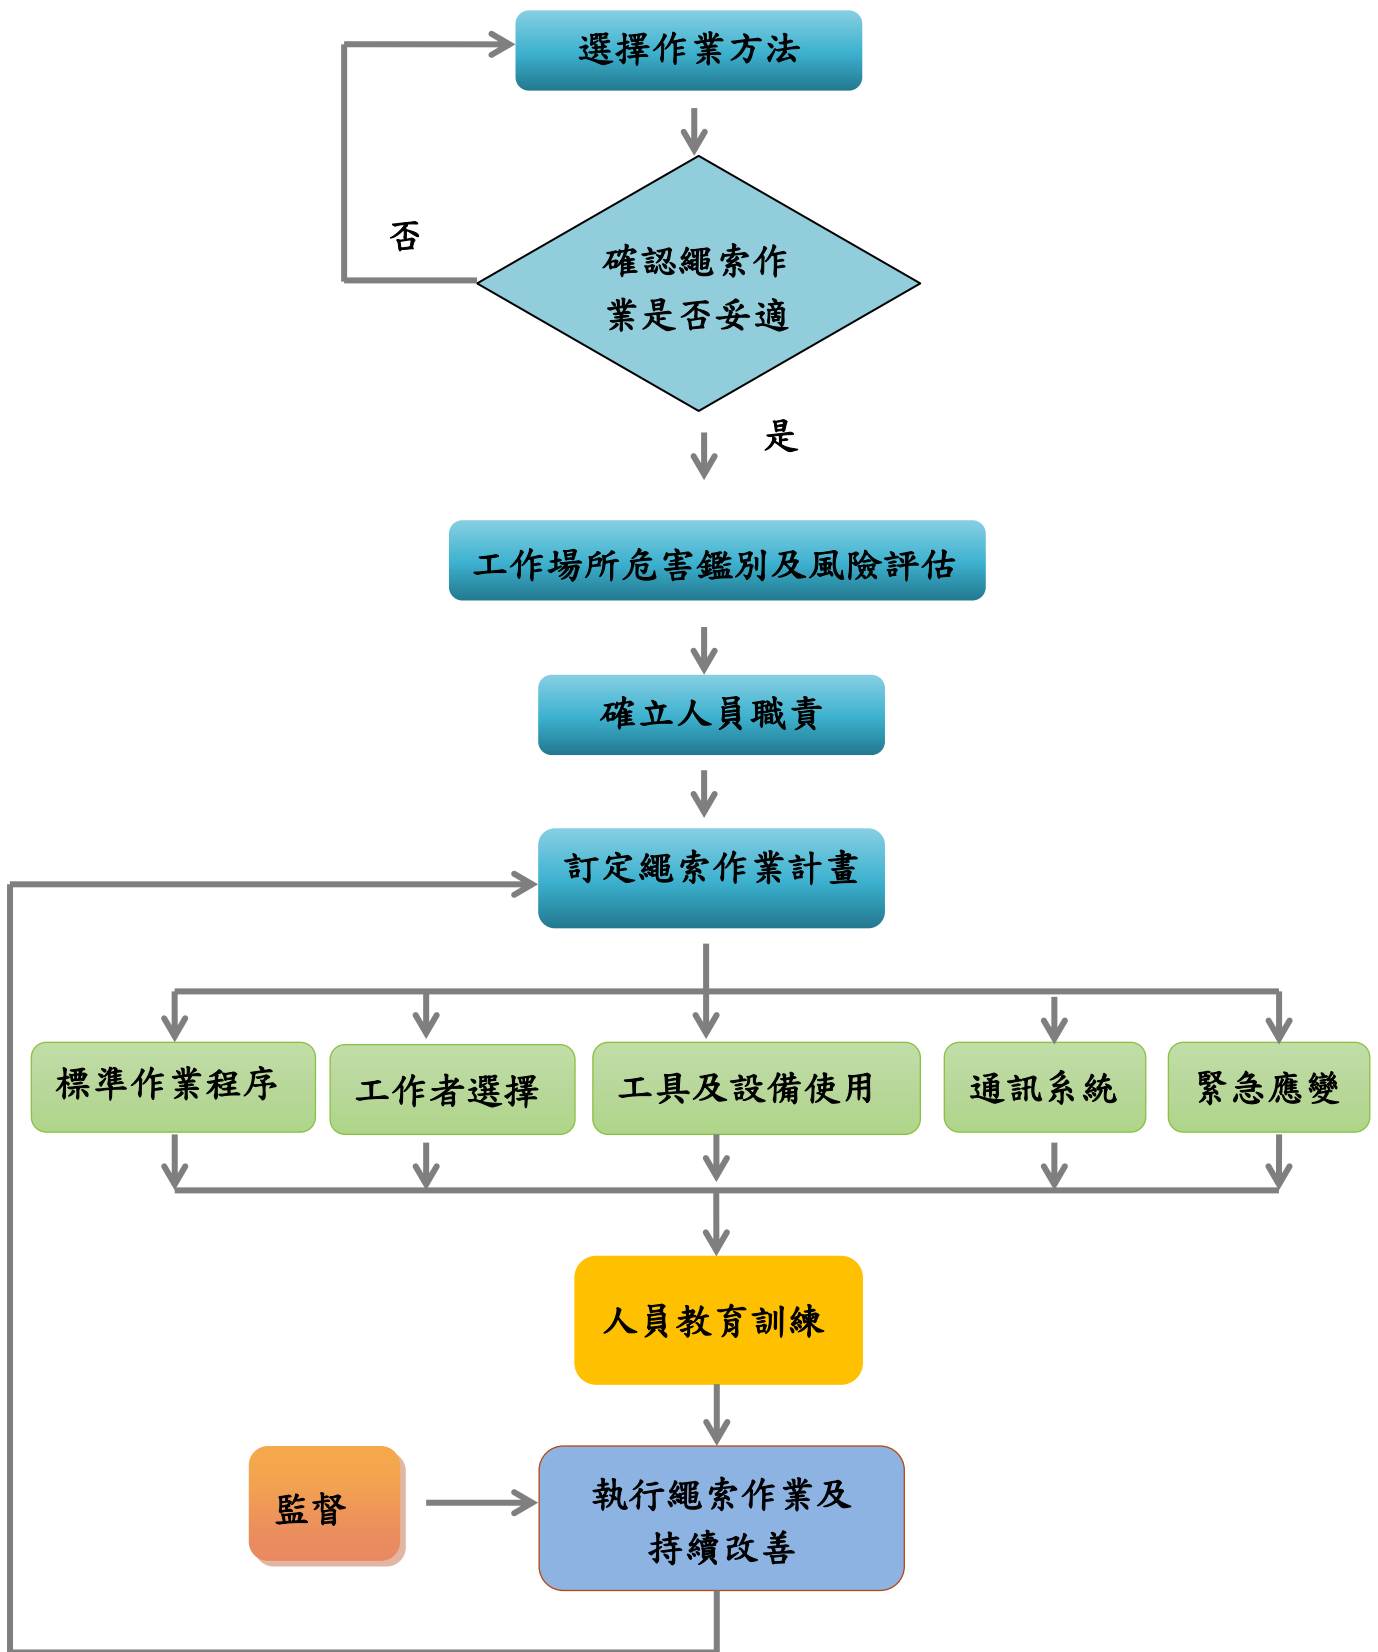 選擇作業方法
否
確認繩索作
業是否妥適
是
工作場所危害鑑別及風險評估
確立人員職責
訂定繩索作業計畫
標準作業程序
工作者選擇
工具及設備使用
通訊系統
緊急應變
人員教育訓練
監督
執行繩索作業及
持續改善